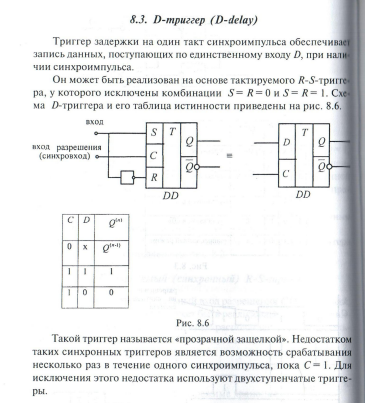 8.3. D-триггер (D-delay)
Триггер задержки на один такт синхроимпульса обеспечивает
запись данных, поступающих по единственному входу D, при нали-
чии синхроимпульса.
Он может быть реализован на основе тактируемого R-S-тригге-
ра, у которого исключены комбинации S = R = 0 и S = R = 1. Схе-
ма D-триггера и его таблица истинности приведены на рис. 8.6.
вход
вход разрешения
(синхровход)
S T
C Q
R Q̅
DD
≡
T
D Q
C Q̅
DD
C D Q⁽ⁿ⁾
0 x Q⁽ⁿ⁻¹⁾
1 1 1
1 0 0
Рис. 8.6
Такой триггер называется «прозрачной защелкой». Недостатком
таких синхронных триггеров является возможность срабатывания
несколько раз в течение одного синхроимпульса, пока C = 1. Для
исключения этого недостатка используют двухступенчатые тригге-
ры.